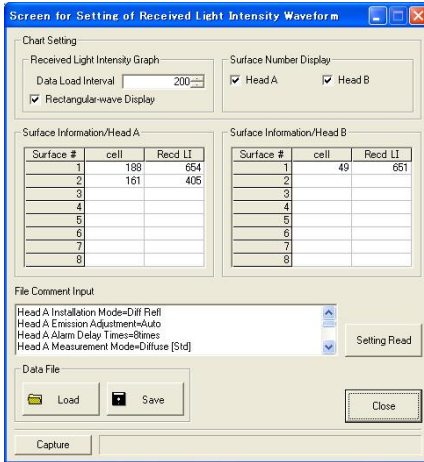 Screen for Setting of Received Light Intensity Waveform
Chart Setting
Received Light Intensity Graph
Data Load Interval 200
Rectangular-wave Display
Surface Number Display
Head A Head B
Surface Information/Head A
Surface # cell Recd LI
1 188 654
2 161 405
3
4
5
6
7
8
Surface Information/Head B
Surface # cell Recd LI
1 49 651
2
3
4
5
6
7
8
File Comment Input
Head A Installation Mode=Diff Refl
Head A Emission Adjustment=Auto
Head A Alarm Delay Times=8times
Head A Measurement Mode=Diffuse [Std]
Setting Read
Data File
Load Save
Close
Capture